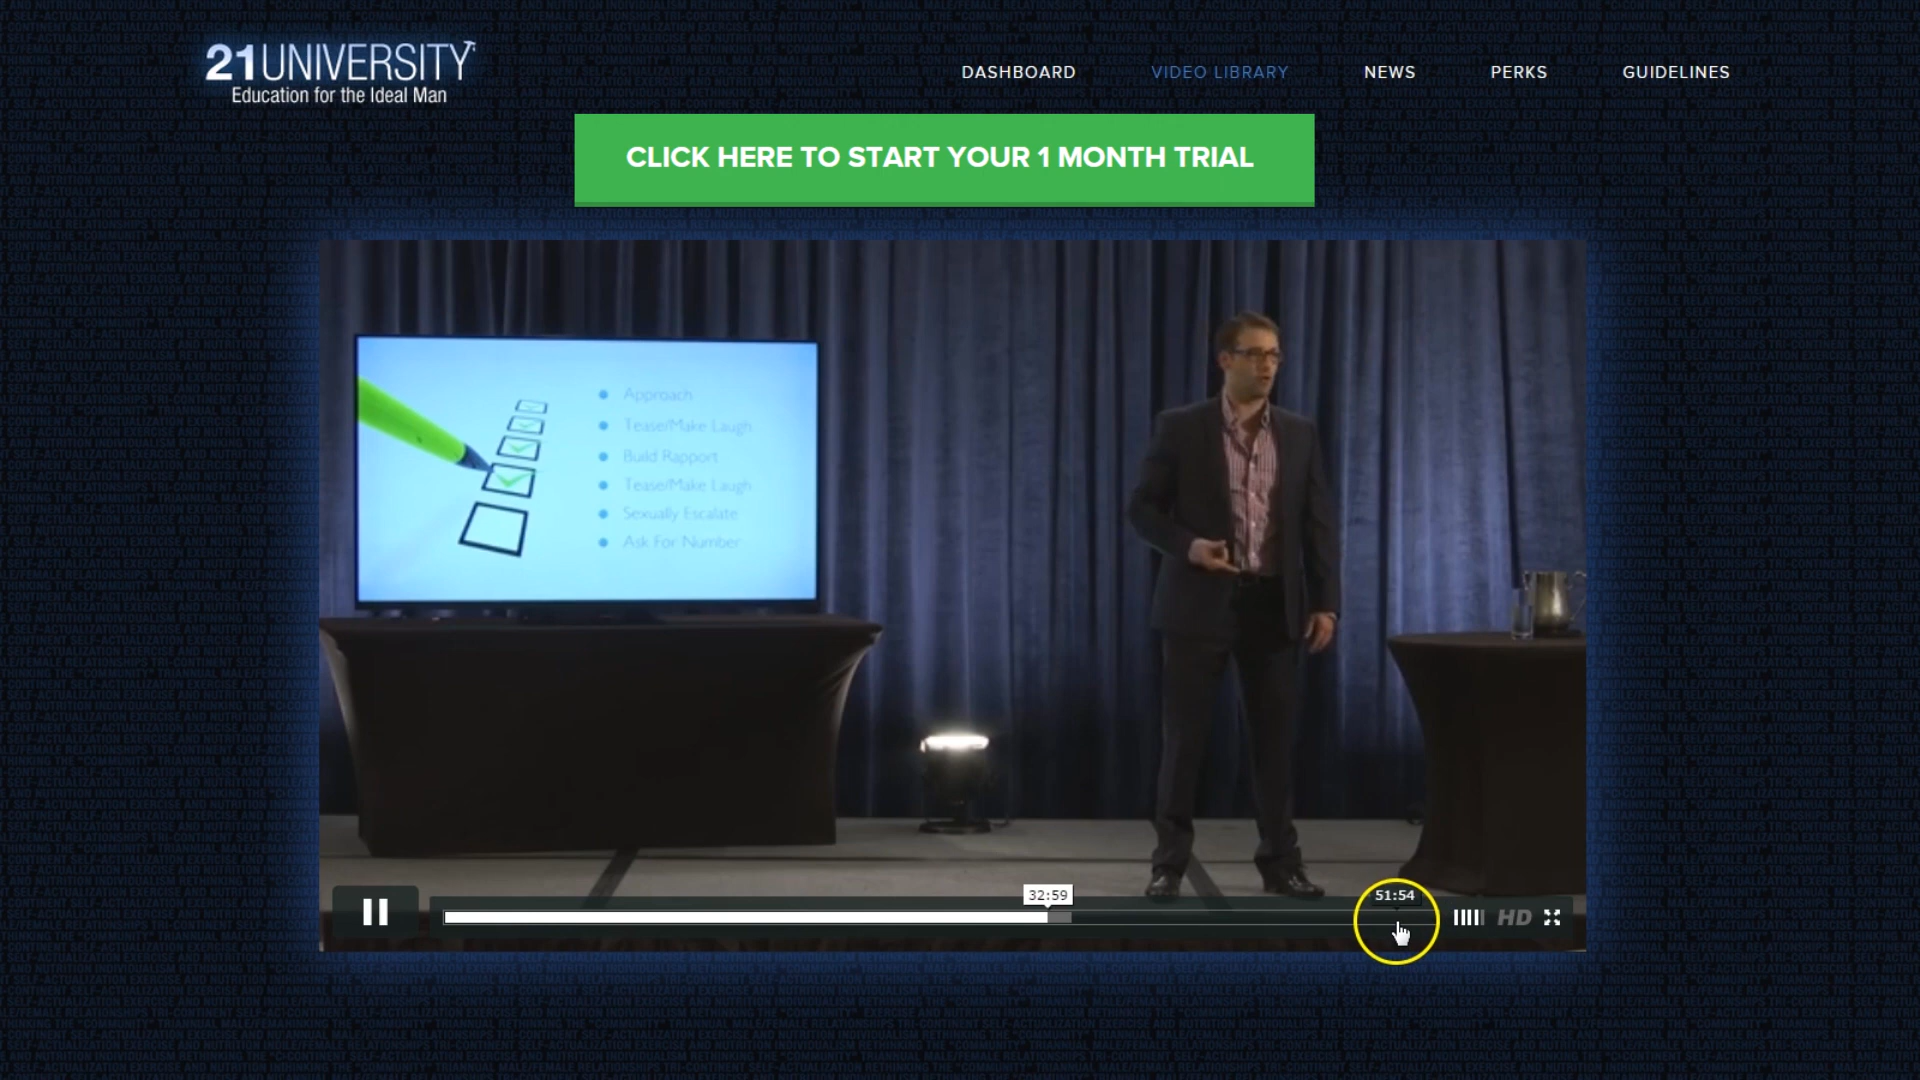 21UNIVERSITY
Education for the Ideal Man
DASHBOARD
VIDEO LIBRARY
NEWS
PERKS
GUIDELINES
CLICK HERE TO START YOUR 1 MONTH TRIAL
Approach
Tease/Make Laugh
Build Rapport
Tease/Make Laugh
Sexually Escalate
Ask For Number
32:59
51:54
HD